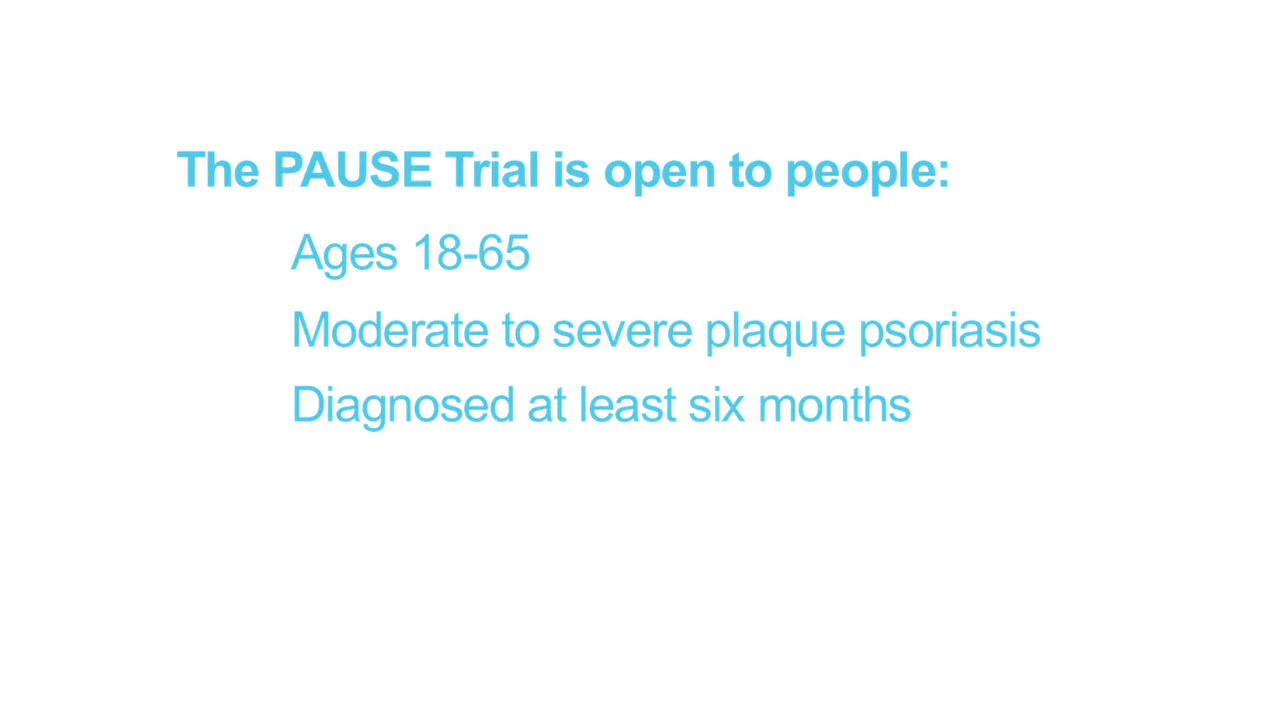 The PAUSE Trial is open to people:
Ages 18-65
Moderate to severe plaque psoriasis
Diagnosed at least six months